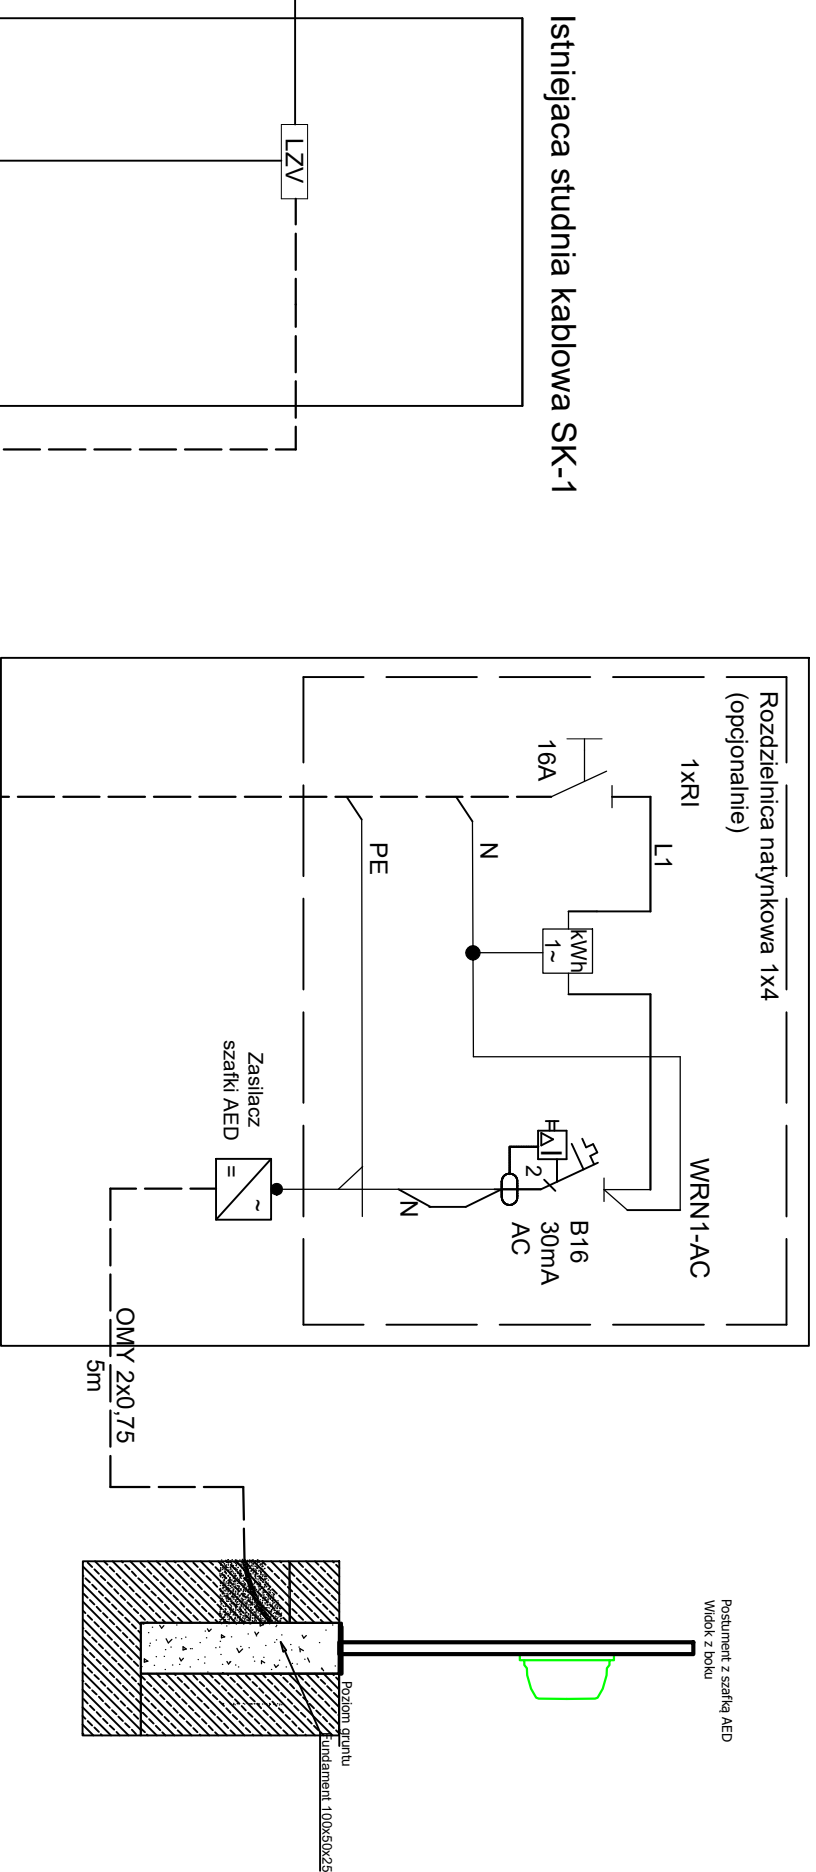 Istniejaca studnia kablowa SK-1
LZV
Rozdzielnica natynkowa 1x4
(opcjonalnie)
1xRI
16A
L1
N
PE
kWh
1~
WRN1-AC
B16
30mA
AC
2
H
Δ I
N
Zasilacz
szafki AED
=
~
OMY 2x0,75
5m
Postument z szafką AED
Widok z boku
Poziom gruntu
Fundament 100x50x25